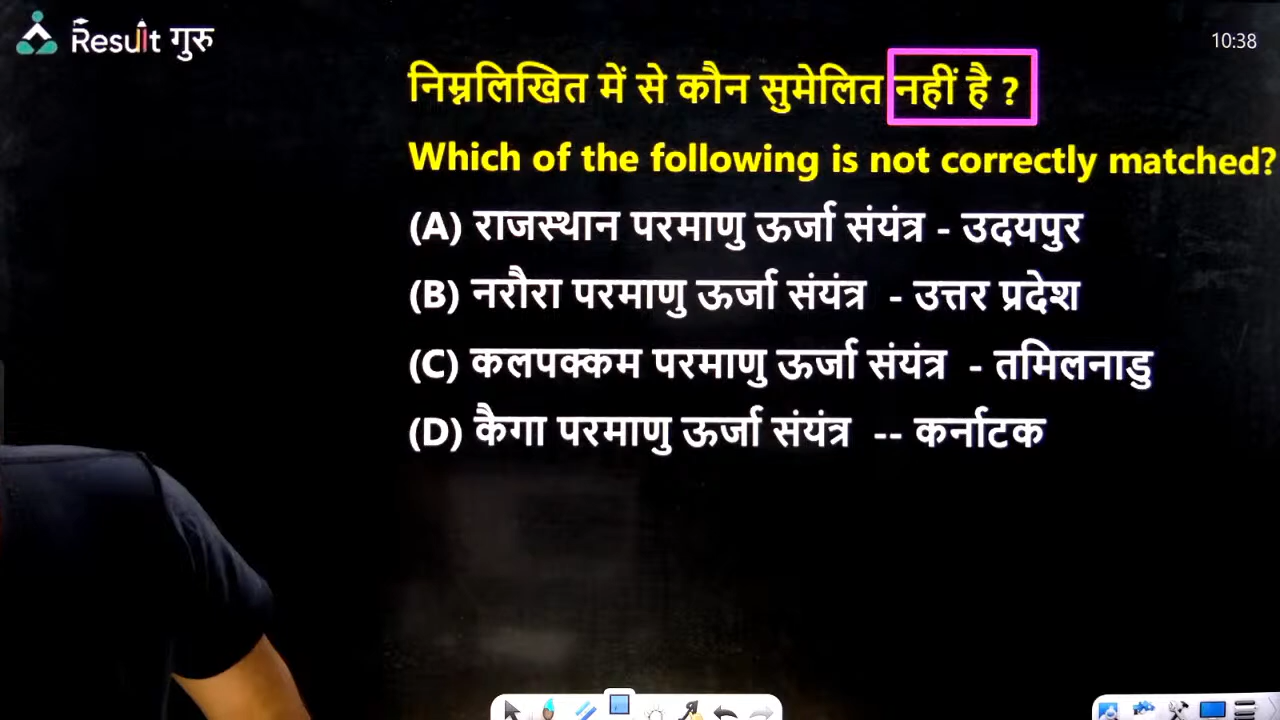 Result गुरु
10:38
निम्नलिखित में से कौन सुमेलित नहीं है ?
Which of the following is not correctly matched?
(A) राजस्थान परमाणु ऊर्जा संयंत्र - उदयपुर
(B) नरौरा परमाणु ऊर्जा संयंत्र - उत्तर प्रदेश
(C) कलपक्कम परमाणु ऊर्जा संयंत्र - तमिलनाडु
(D) कैगा परमाणु ऊर्जा संयंत्र -- कर्नाटक